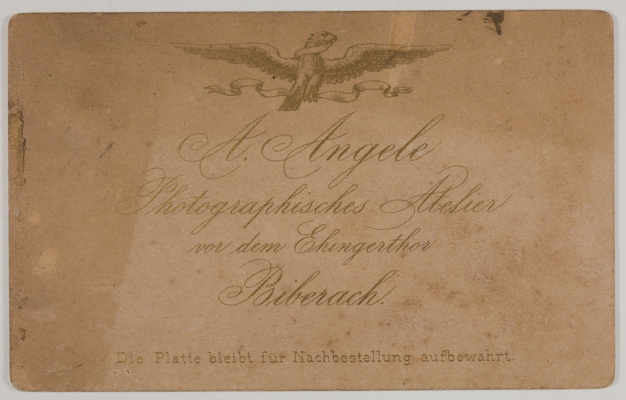 A. Angele
Photographisches Atelier
vor dem Ehingerthor
Biberach.
Die Platte bleibt für Nachbestellung aufbewahrt.